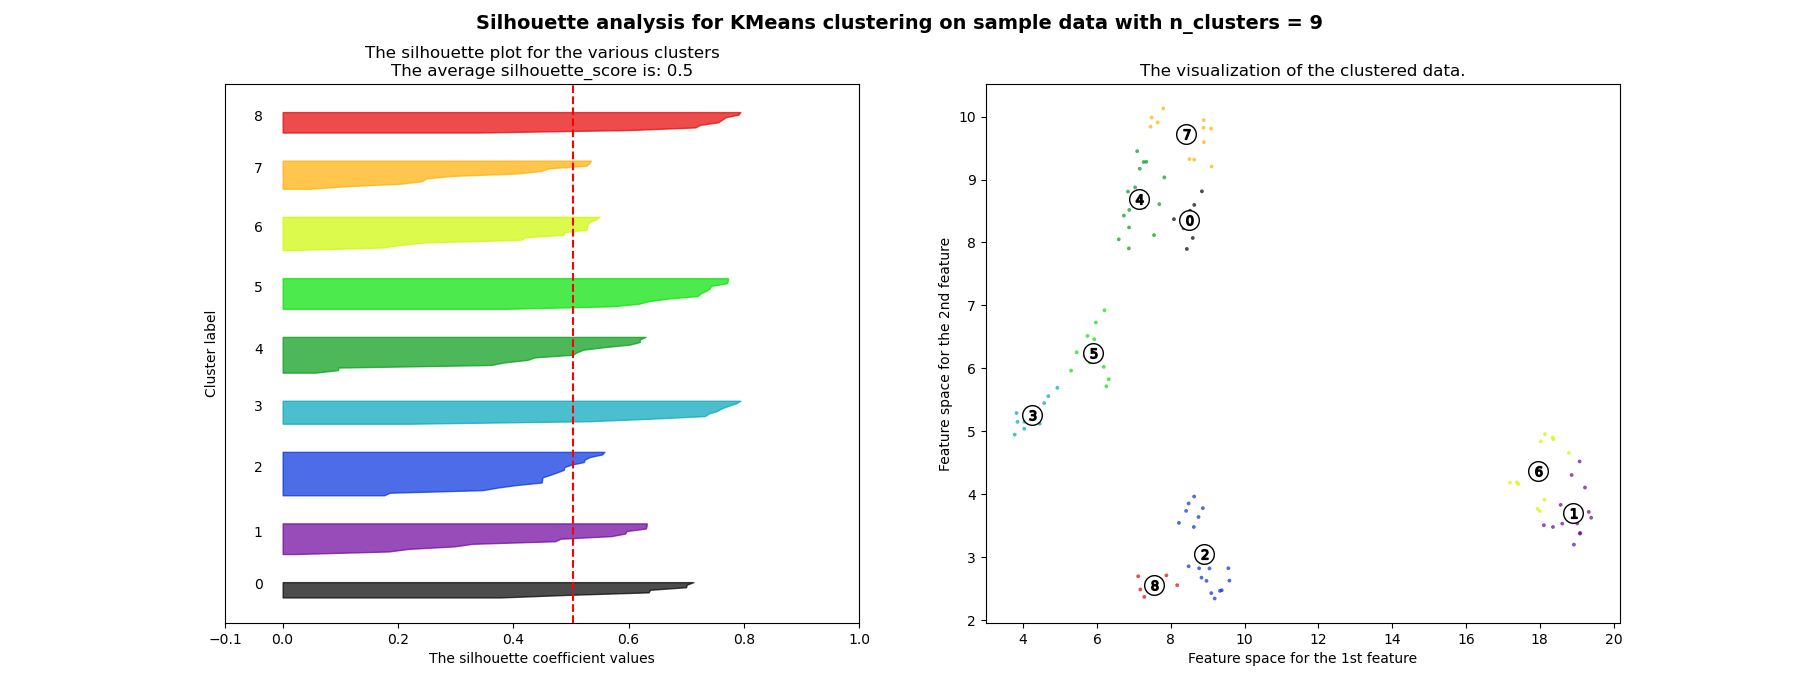 Silhouette analysis for KMeans clustering on sample data with n_clusters = 9
The silhouette plot for the various clusters
The average silhouette_score is: 0.5
8
7
6
5
4
3
2
1
0
Cluster label
−0.1 0.0 0.2 0.4 0.6 0.8 1.0
The silhouette coefficient values
The visualization of the clustered data.
10
9
8
7
6
5
4
3
2
Feature space for the 2nd feature
7
4
0
5
3
6
1
2
8
4 6 8 10 12 14 16 18 20
Feature space for the 1st feature